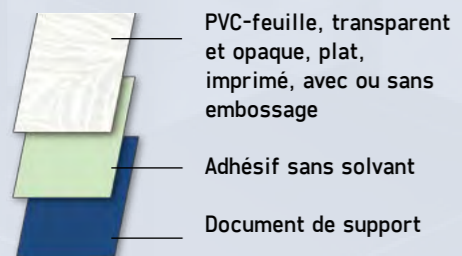 PVC-feuille, transparent
et opaque, plat,
imprimé, avec ou sans
embossage
Adhésif sans solvant
Document de support